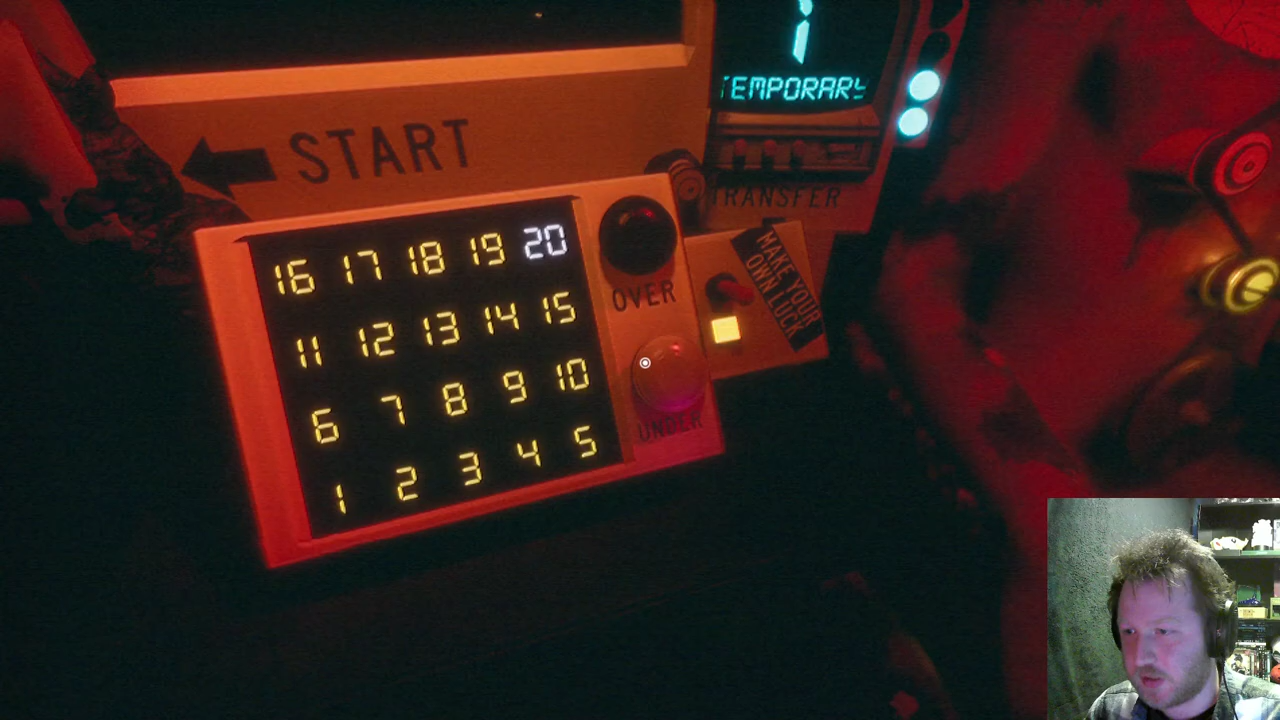 1
TEMPORARY
START
TRANSFER
16 17 18 19 20
11 12 13 14 15
6 7 8 9 10
1 2 3 4 5
OVER
UNDER
MAKE YOUR
OWN LUCK